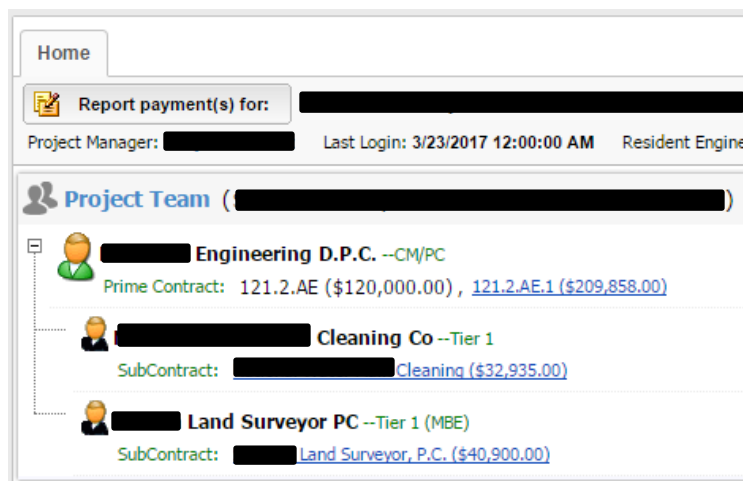 Home
Report payment(s) for:
Project Manager: Last Login: 3/23/2017 12:00:00 AM Resident Engine
Project Team ( )
Engineering D.P.C. --CM/PC
Prime Contract: 121.2.AE ($120,000.00) , 121.2.AE.1 ($209,858.00)
Cleaning Co --Tier 1
SubContract: Cleaning ($32,935.00)
Land Surveyor PC --Tier 1 (MBE)
SubContract: Land Surveyor, P.C. ($40,900.00)